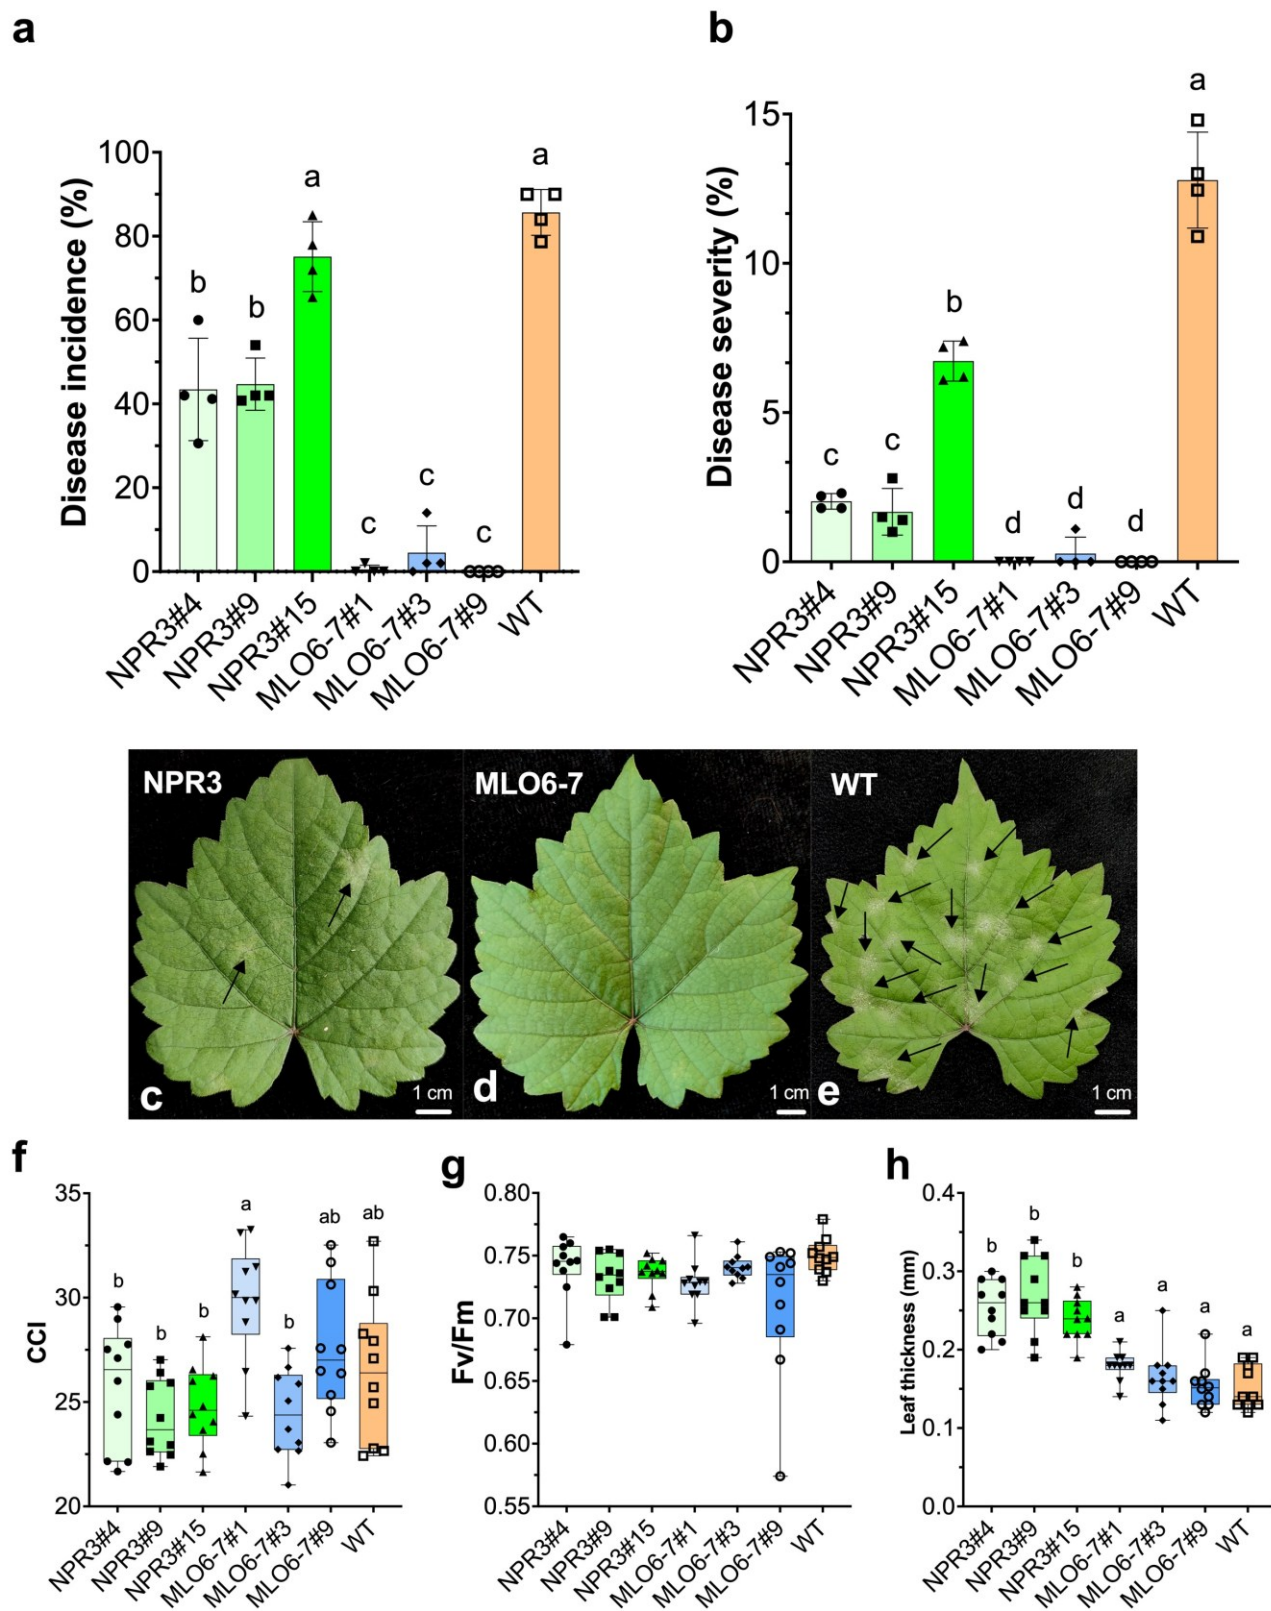 a
b
Disease incidence (%)
100
80
60
40
20
0
b
b
a
c
c
c
a
NPR3#4
NPR3#9
NPR3#15
MLO6-7#1
MLO6-7#3
MLO6-7#9
WT
Disease severity (%)
15
10
5
0
c
c
b
d
d
d
a
NPR3#4
NPR3#9
NPR3#15
MLO6-7#1
MLO6-7#3
MLO6-7#9
WT
NPR3
MLO6-7
WT
c
1 cm
d
1 cm
e
1 cm
f
CCI
35
30
25
20
b
b
b
a
b
ab
ab
NPR3#4
NPR3#9
NPR3#15
MLO6-7#1
MLO6-7#3
MLO6-7#9
WT
g
Fv/Fm
0.80
0.75
0.70
0.65
0.60
0.55
NPR3#4
NPR3#9
NPR3#15
MLO6-7#1
MLO6-7#3
MLO6-7#9
WT
h
Leaf thickness (mm)
0.4
0.3
0.2
0.1
0.0
b
b
b
a
a
a
a
NPR3#4
NPR3#9
NPR3#15
MLO6-7#1
MLO6-7#3
MLO6-7#9
WT